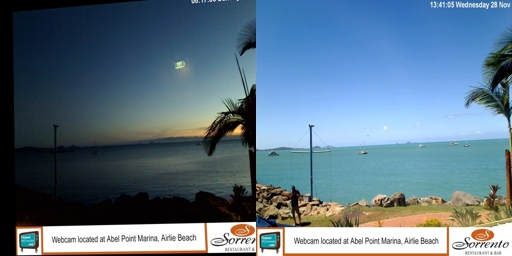 13:41:05 Wednesday 28 Nov
Webcam located at Abel Point Marina, Airlie Beach
Sorrento
RESTAURANT &
Webcam located at Abel Point Marina, Airlie Beach
Sorrento
RESTAURANT & BAR